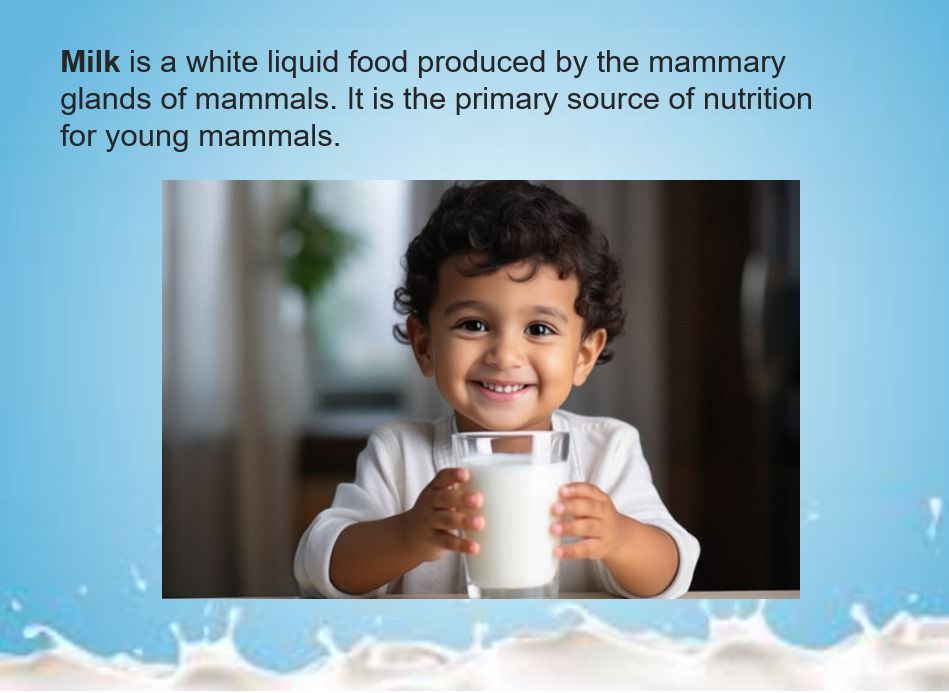 Milk is a white liquid food produced by the mammary
glands of mammals. It is the primary source of nutrition
for young mammals.